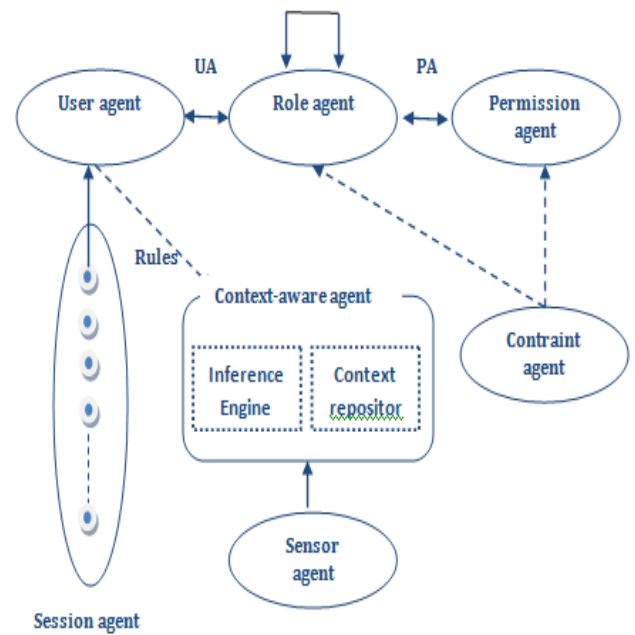 UA
PA
User agent
Role agent
Permission
agent
Rules
Context-aware agent
Inference
Engine
Context
repositor
Contraint
agent
Sensor
agent
Session agent